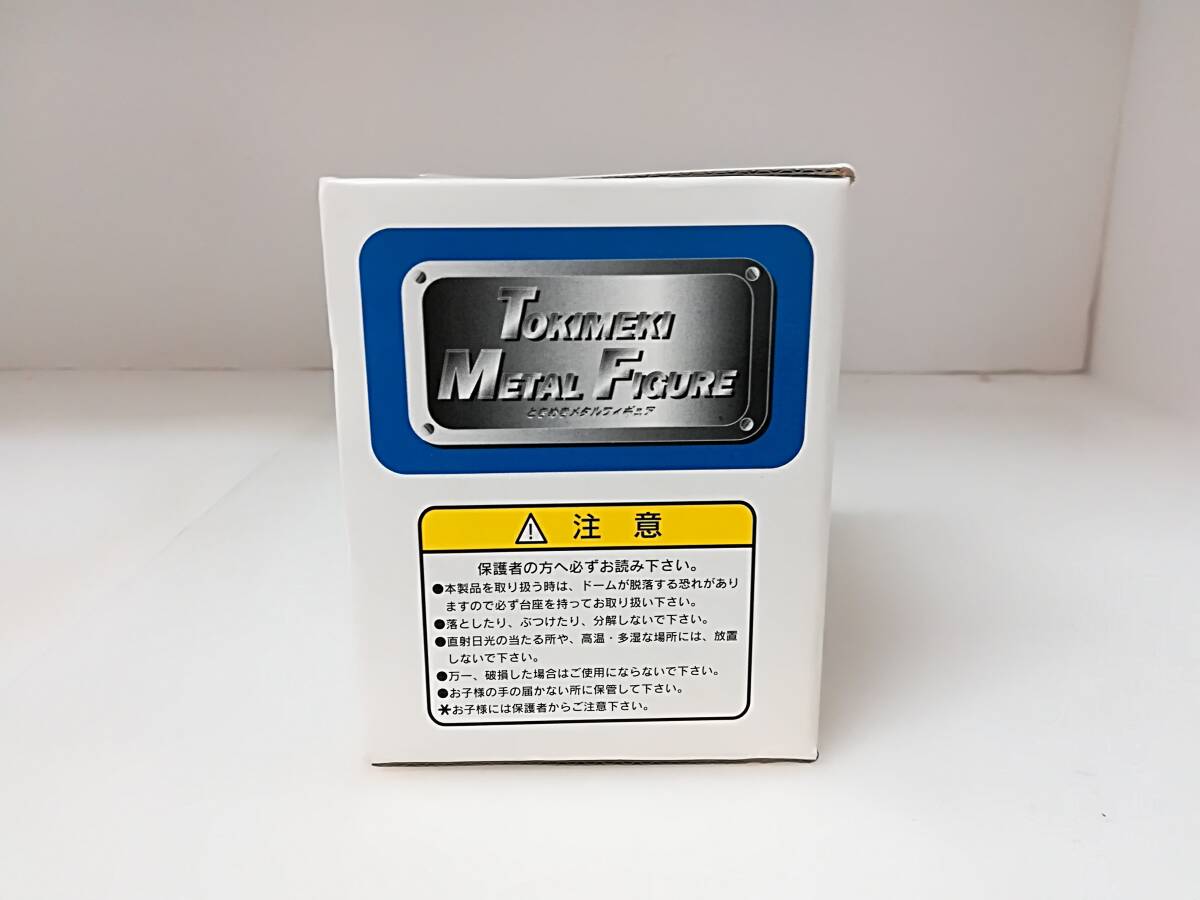 TOKIMEKI
METAL FIGURE
ときめきメタルフィギュア
注 意
保護者の方へ必ずお読み下さい。
●本製品を取り扱う時は、ドームが脱落する恐れがあり
ますので必ず台座を持ってお取り扱い下さい。
●落としたり、ぶつけたり、分解しないで下さい。
●直射日光の当たる所や、高温・多湿な場所には、放置
しないで下さい。
●万一、破損した場合はご使用にならないで下さい。
●お子様の手の届かない所に保管して下さい。
*お子様には保護者からご注意下さい。